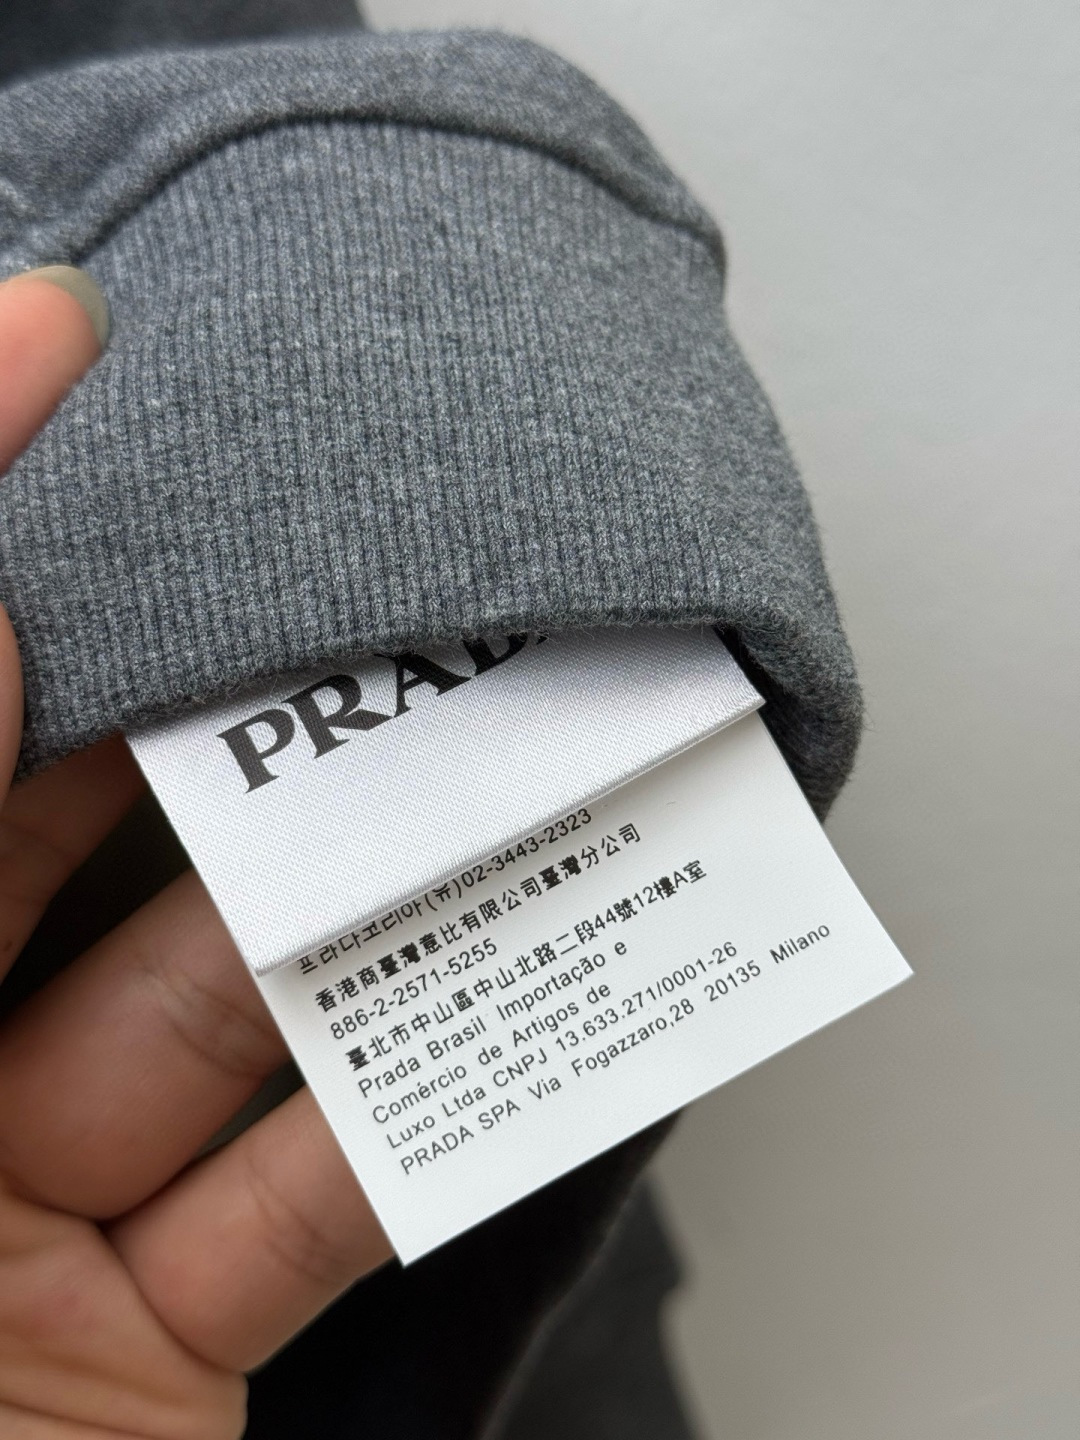 PRADA
프라다코리아(유)02-3443-2323
香港商臺灣意比有限公司臺灣分公司
886-2-2571-5255
臺北市中山區中山北路二段44號12樓A室
Prada Brasil Importação e
Comércio de Artigos de
Luxo Ltda CNPJ 13.633.271/0001-26
PRADA SPA Via Fogazzaro,28 20135 Milano